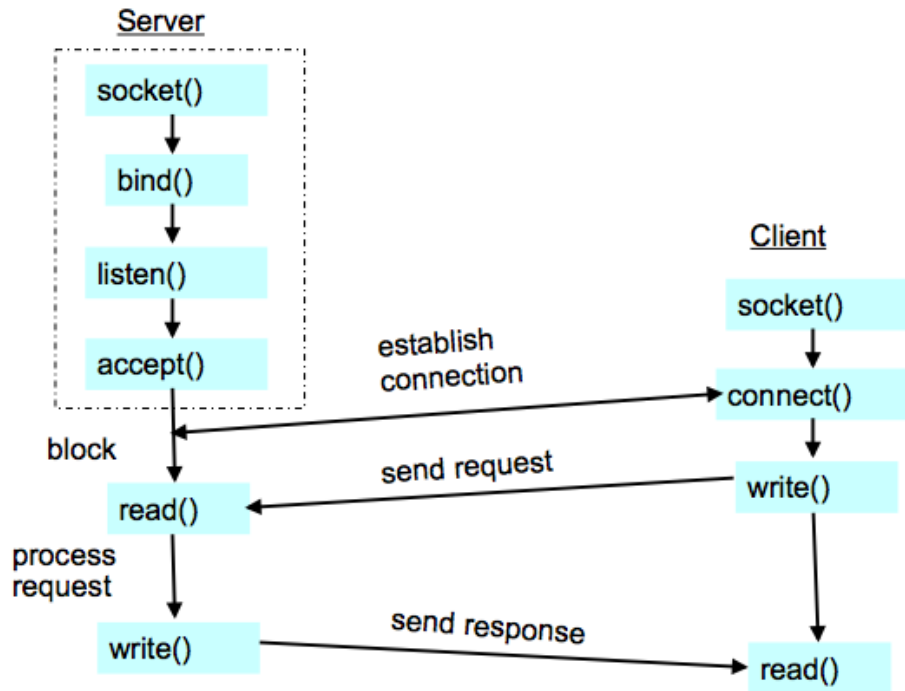 Server
socket()
bind()
listen()
accept()
block
read()
process
request
write()
establish
connection
send request
send response
Client
socket()
connect()
write()
read()